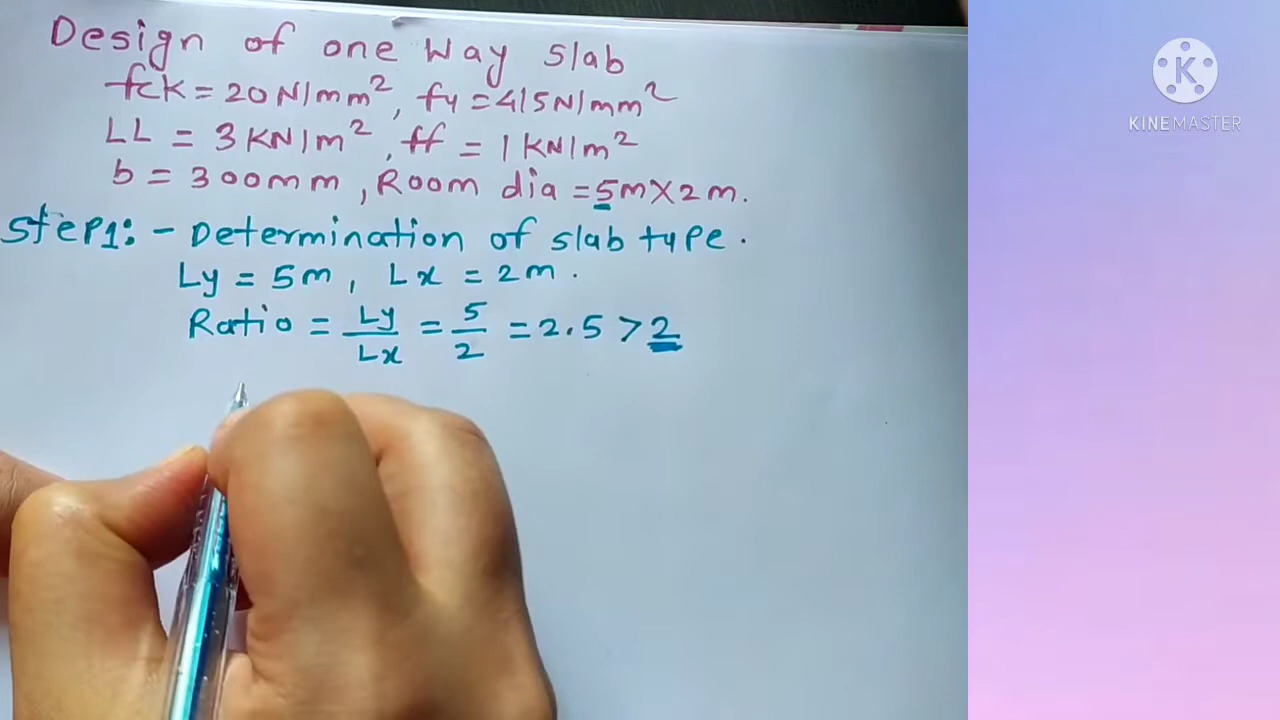 Design of one way slab
fck = 20 N/mm², fy = 415 N/mm²
LL = 3 KN/m², ff = 1 KN/m²
b = 300mm, Room dia = 5m X 2m.
Step1: - Determination of slab type.
Ly = 5m, Lx = 2m.
Ratio = Ly/Lx = 5/2 = 2.5 > 2
KINEMASTER